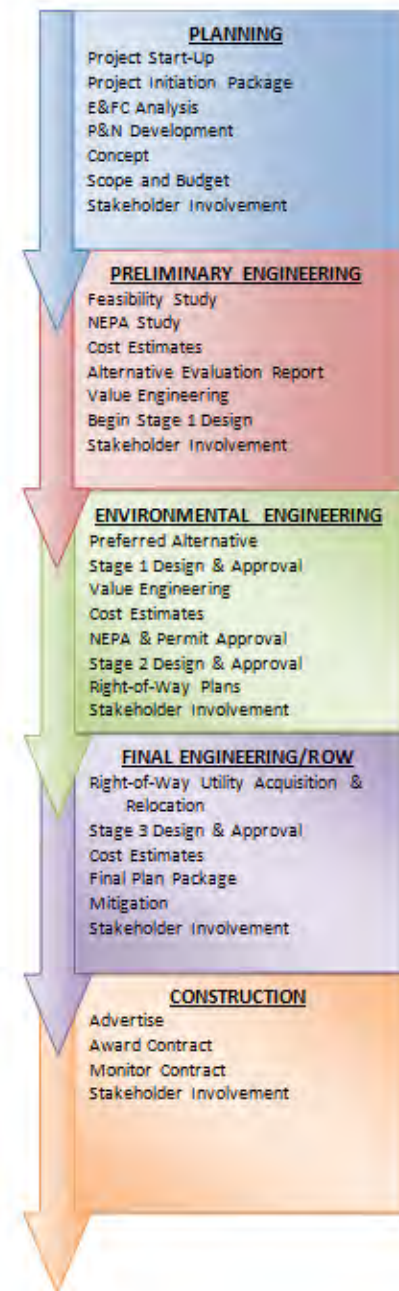 PLANNING
Project Start-Up
Project Initiation Package
E&FC Analysis
P&N Development
Concept
Scope and Budget
Stakeholder Involvement
PRELIMINARY ENGINEERING
Feasibility Study
NEPA Study
Cost Estimates
Alternative Evaluation Report
Value Engineering
Begin Stage 1 Design
Stakeholder Involvement
ENVIRONMENTAL ENGINEERING
Preferred Alternative
Stage 1 Design & Approval
Value Engineering
Cost Estimates
NEPA & Permit Approval
Stage 2 Design & Approval
Right-of-Way Plans
Stakeholder Involvement
FINAL ENGINEERING/ROW
Right-of-Way Utility Acquisition &
Relocation
Stage 3 Design & Approval
Cost Estimates
Final Plan Package
Mitigation
Stakeholder Involvement
CONSTRUCTION
Advertise
Award Contract
Monitor Contract
Stakeholder Involvement